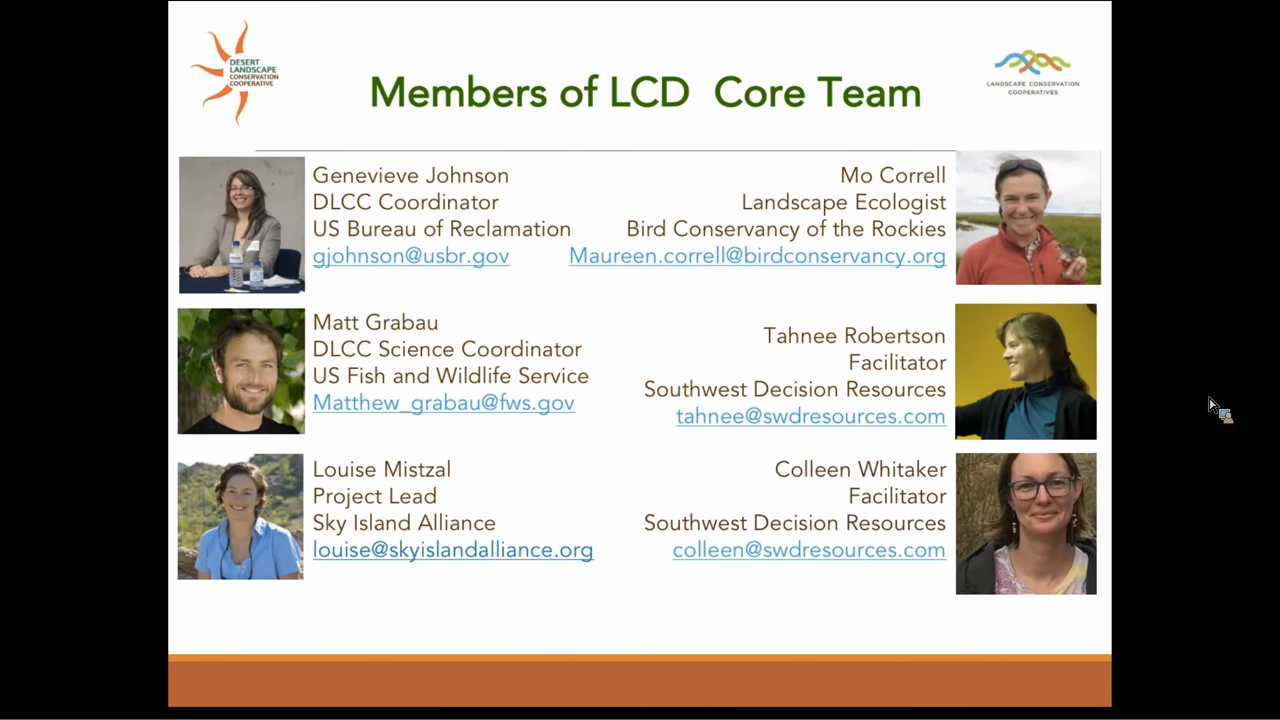 DESERT
LANDSCAPE
CONSERVATION
COOPERATIVE
Members of LCD Core Team
LANDSCAPE CONSERVATION
COOPERATIVES
Genevieve Johnson
DLCC Coordinator
US Bureau of Reclamation
gjohnson@usbr.gov
Mo Correll
Landscape Ecologist
Bird Conservancy of the Rockies
Maureen.correll@birdconservancy.org
Matt Grabau
DLCC Science Coordinator
US Fish and Wildlife Service
Matthew_grabau@fws.gov
Tahnee Robertson
Facilitator
Southwest Decision Resources
tahnee@swdresources.com
Louise Mistzal
Project Lead
Sky Island Alliance
louise@skyislandalliance.org
Colleen Whitaker
Facilitator
Southwest Decision Resources
colleen@swdresources.com